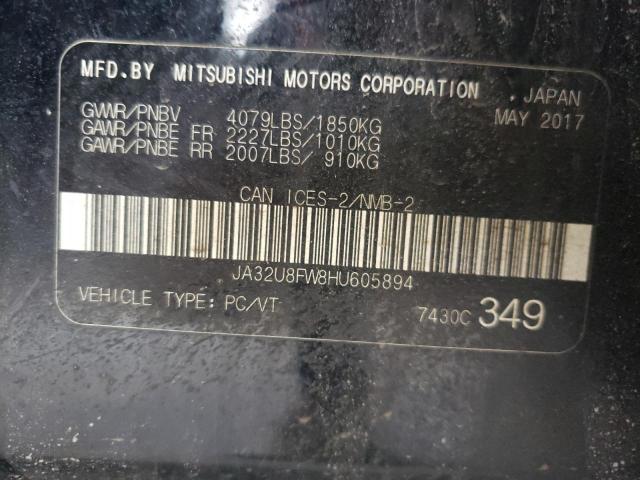 MFD.BY MITSUBISHI MOTORS CORPORATION, JAPAN
GVWR/PNBV 4079LBS/1850KG MAY 2017
GAWR/PNBE FR 2227LBS/1010KG
GAWR/PNBE RR 2007LBS/ 910KG
CAN ICES-2/NMB-2
JA32U8FW8HU605894
VEHICLE TYPE: PC/VT 7430C 349